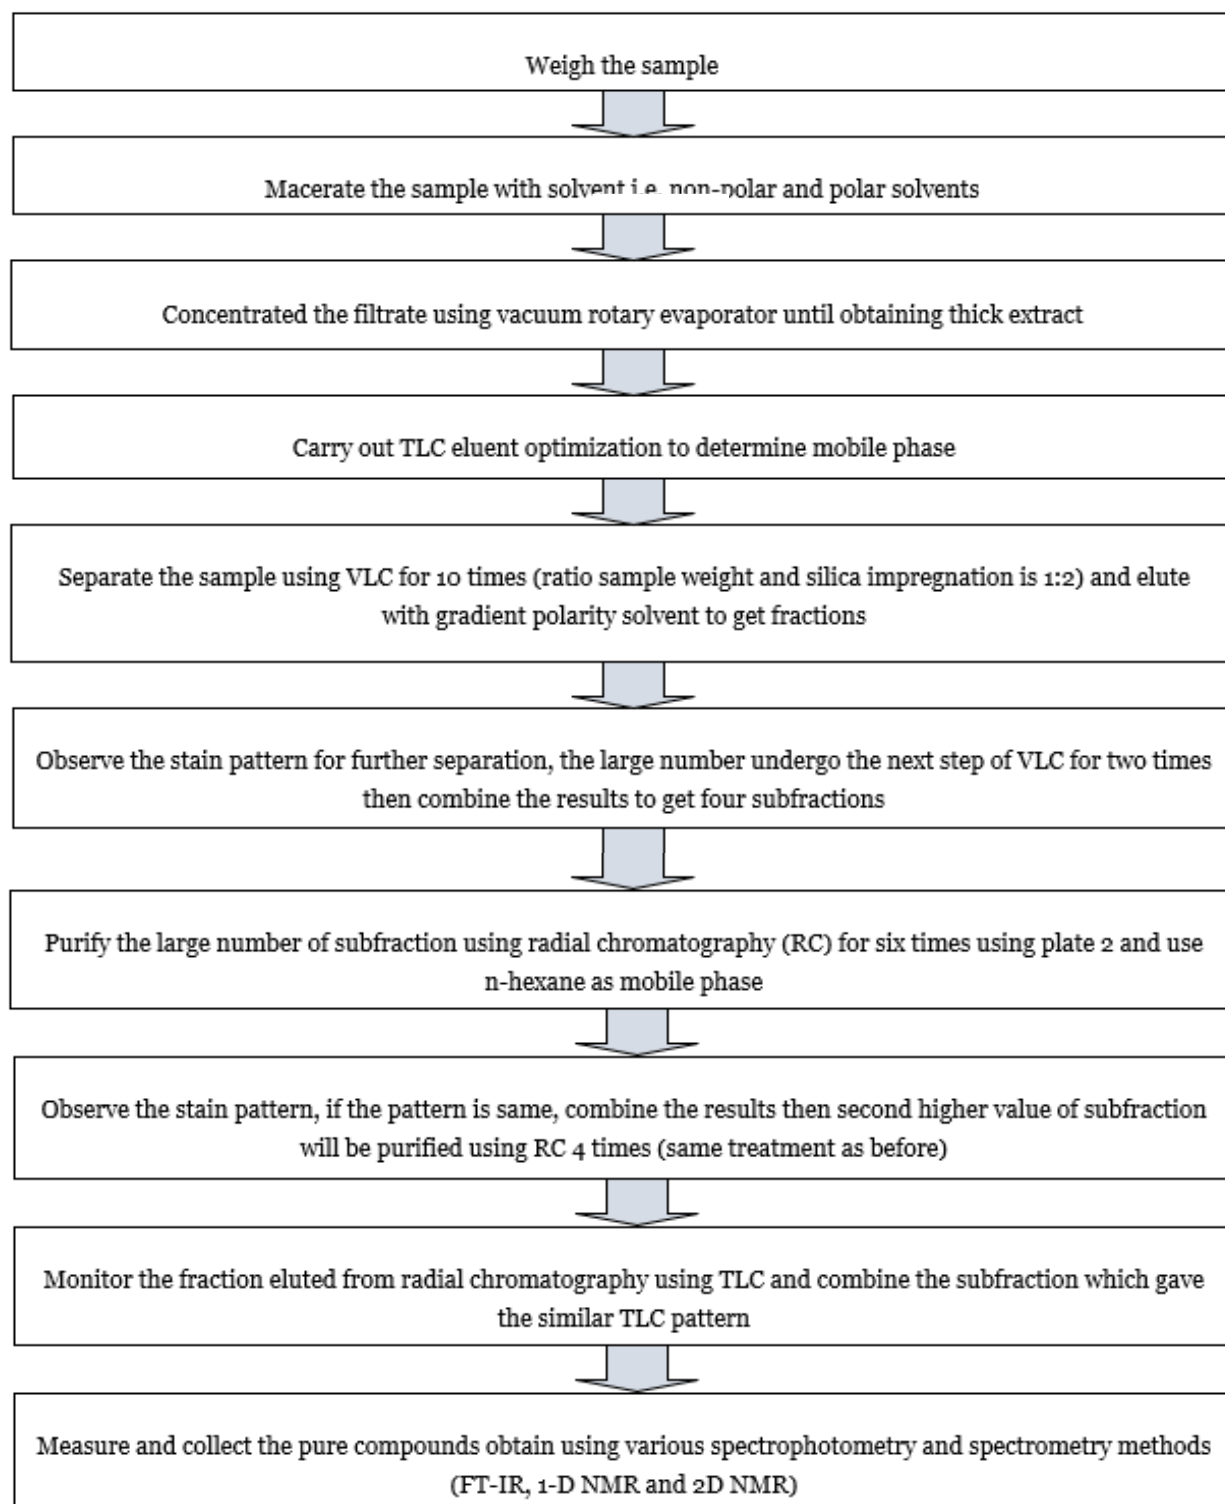 Weigh the sample
Macerate the sample with solvent i.e. non-polar and polar solvents
Concentrated the filtrate using vacuum rotary evaporator until obtaining thick extract
Carry out TLC eluent optimization to determine mobile phase
Separate the sample using VLC for 10 times (ratio sample weight and silica impregnation is 1:2) and elute
with gradient polarity solvent to get fractions
Observe the stain pattern for further separation, the large number undergo the next step of VLC for two times
then combine the results to get four subfractions
Purify the large number of subfraction using radial chromatography (RC) for six times using plate 2 and use
n-hexane as mobile phase
Observe the stain pattern, if the pattern is same, combine the results then second higher value of subfraction
will be purified using RC 4 times (same treatment as before)
Monitor the fraction eluted from radial chromatography using TLC and combine the subfraction which gave
the similar TLC pattern
Measure and collect the pure compounds obtain using various spectrophotometry and spectrometry methods
(FT-IR, 1-D NMR and 2D NMR)